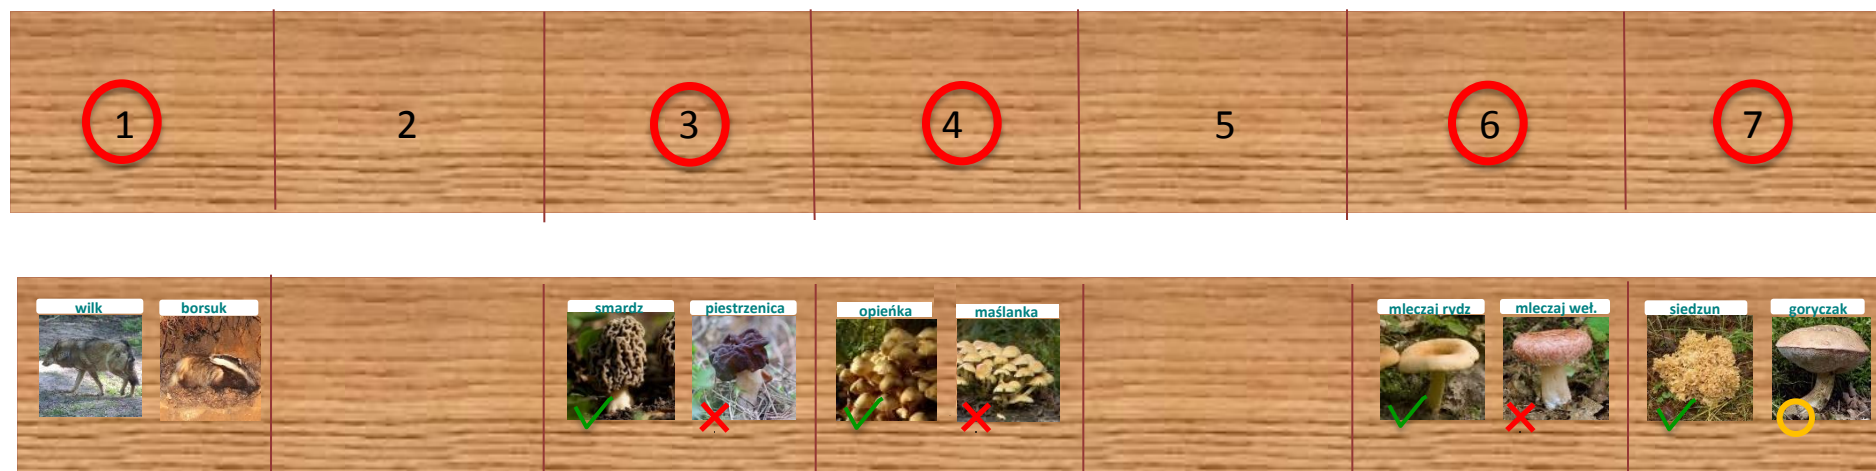 1 2 3 4 5 6 7
wilk borsuk smardz piestrzenica opieńka maślanka mleczaj rydz mleczaj weł. siedzun goryczak